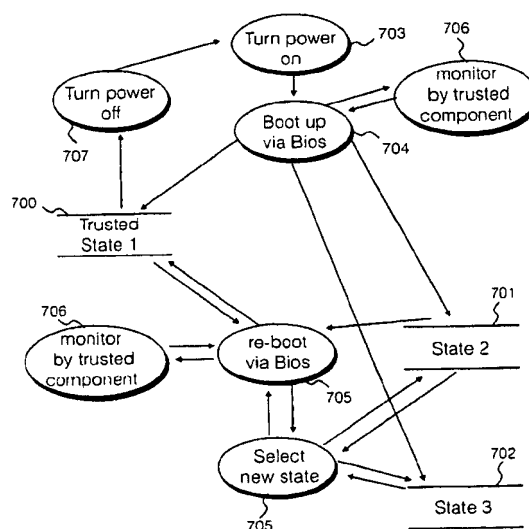 Turn power
on
703
706
monitor
by trusted
component
Turn power
off
707
Boot up
via Bios
704
700
Trusted
State 1
701
State 2
706
monitor
by trusted
component
re-boot
via Bios
705
Select
new state
705
702
State 3